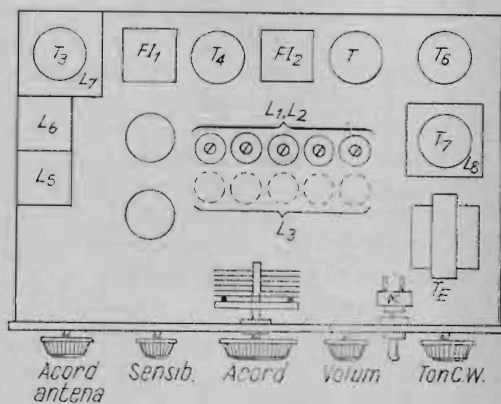 T3 FI1 T4 FI2 T T6
L7
L1,L2
L6
T7
L8
L5
L3
TE
K
Acord antena Sensib. Acord Volum Ton C.W.